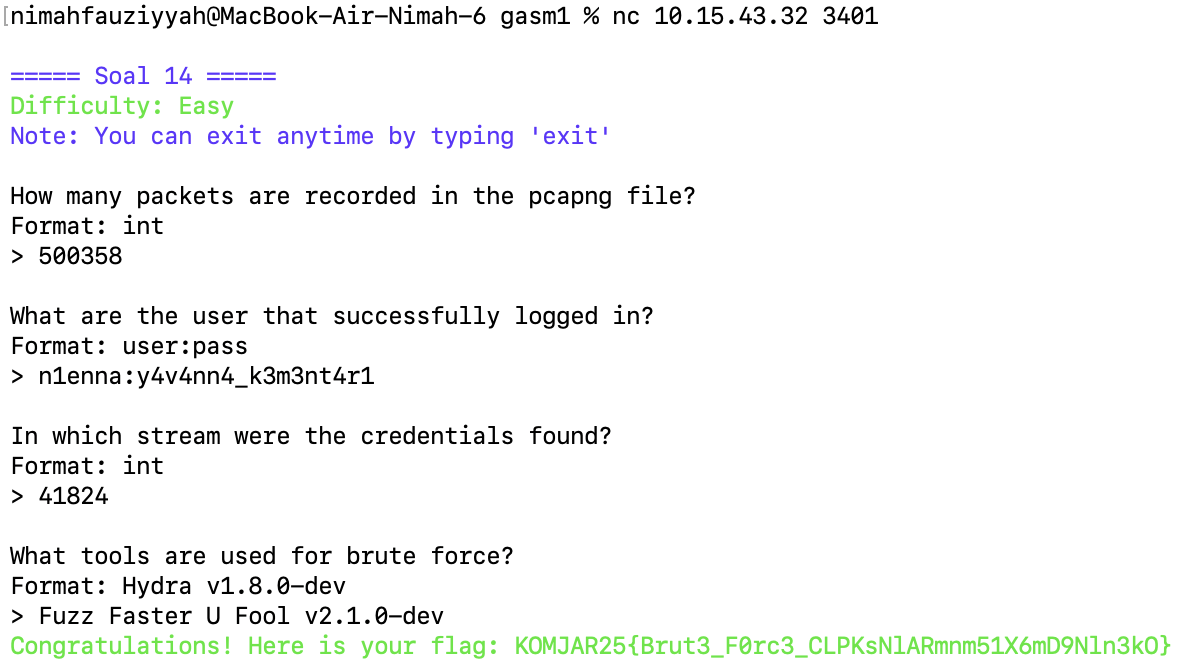 [nimahfauziyyah@MacBook-Air-Nimah-6 gasm1 % nc 10.15.43.32 3401
===== Soal 14 =====
Difficulty: Easy
Note: You can exit anytime by typing 'exit'
How many packets are recorded in the pcapng file?
Format: int
> 500358
What are the user that successfully logged in?
Format: user:pass
> n1enna:y4v4nn4_k3m3nt4r1
In which stream were the credentials found?
Format: int
> 41824
What tools are used for brute force?
Format: Hydra v1.8.0-dev
> Fuzz Faster U Fool v2.1.0-dev
Congratulations! Here is your flag: KOMJAR25{Brut3_F0rc3_CLPKsNlARmnm51X6mD9Nln3kO}